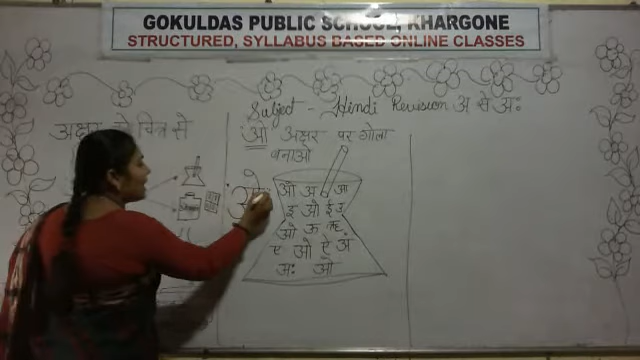 GOKULDAS PUBLIC SCHOOL, KHARGONE
STRUCTURED, SYLLABUS BASED ONLINE CLASSES
Subject - Hindi Revision अ से अः
अक्षर से चित्र से
ओ अक्षर पर गोला
बनाओ
ओ
ओ अ आ
इ ओ ई इ
ओ ऊ ऋ
ए ओ ऐ अं
अः ओ